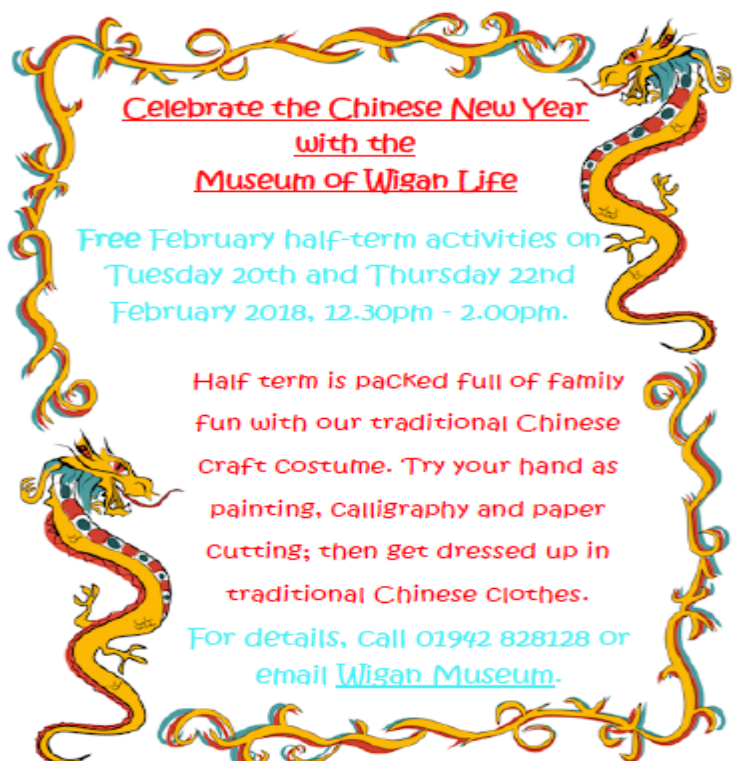 Celebrate the Chinese New Year
with the
Museum of Wigan Life
Free February half-term activities on
Tuesday 20th and Thursday 22nd
February 2018, 12.30pm - 2.00pm.
Half term is packed full of family
fun with our traditional Chinese
craft costume. Try your hand as
painting, calligraphy and paper
cutting; then get dressed up in
traditional Chinese clothes.
For details, call 01942 828128 or
email Wigan Museum.